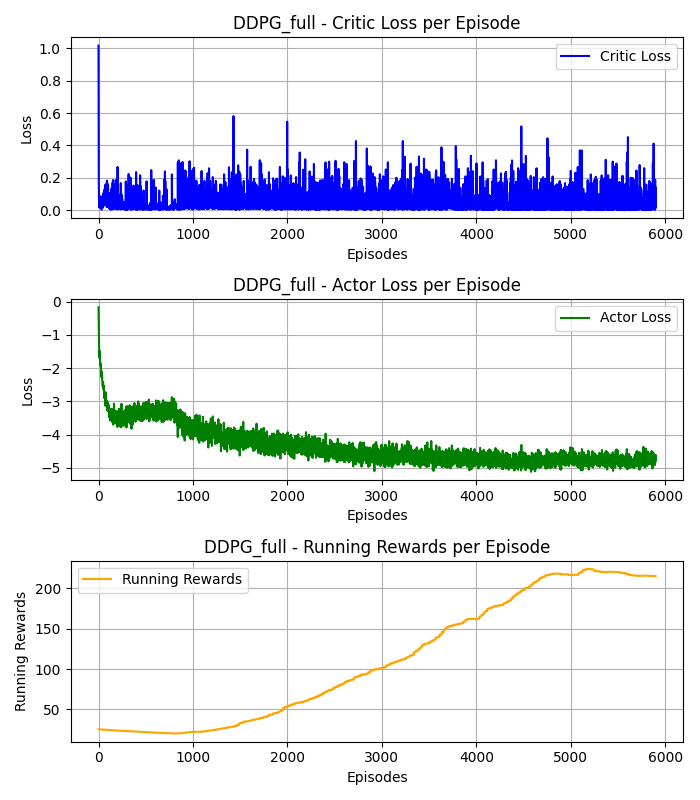 DDPG_full - Critic Loss per Episode
1.0
0.8
0.6
0.4
0.2
0.0
Loss
Critic Loss
0 1000 2000 3000 4000 5000 6000
Episodes
DDPG_full - Actor Loss per Episode
0
−1
−2
−3
−4
−5
Loss
Actor Loss
0 1000 2000 3000 4000 5000 6000
Episodes
DDPG_full - Running Rewards per Episode
200
150
100
50
Running Rewards
Running Rewards
0 1000 2000 3000 4000 5000 6000
Episodes